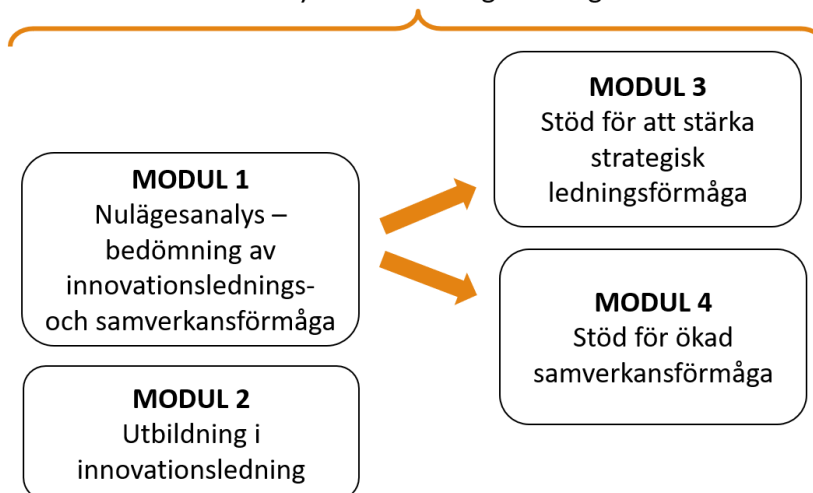 MODUL 1
Nulägesanalys –
bedömning av
innovationslednings-
och samverkansförmåga
MODUL 2
Utbildning i
innovationsledning
MODUL 3
Stöd för att stärka
strategisk
ledningsförmåga
MODUL 4
Stöd för ökad
samverkansförmåga